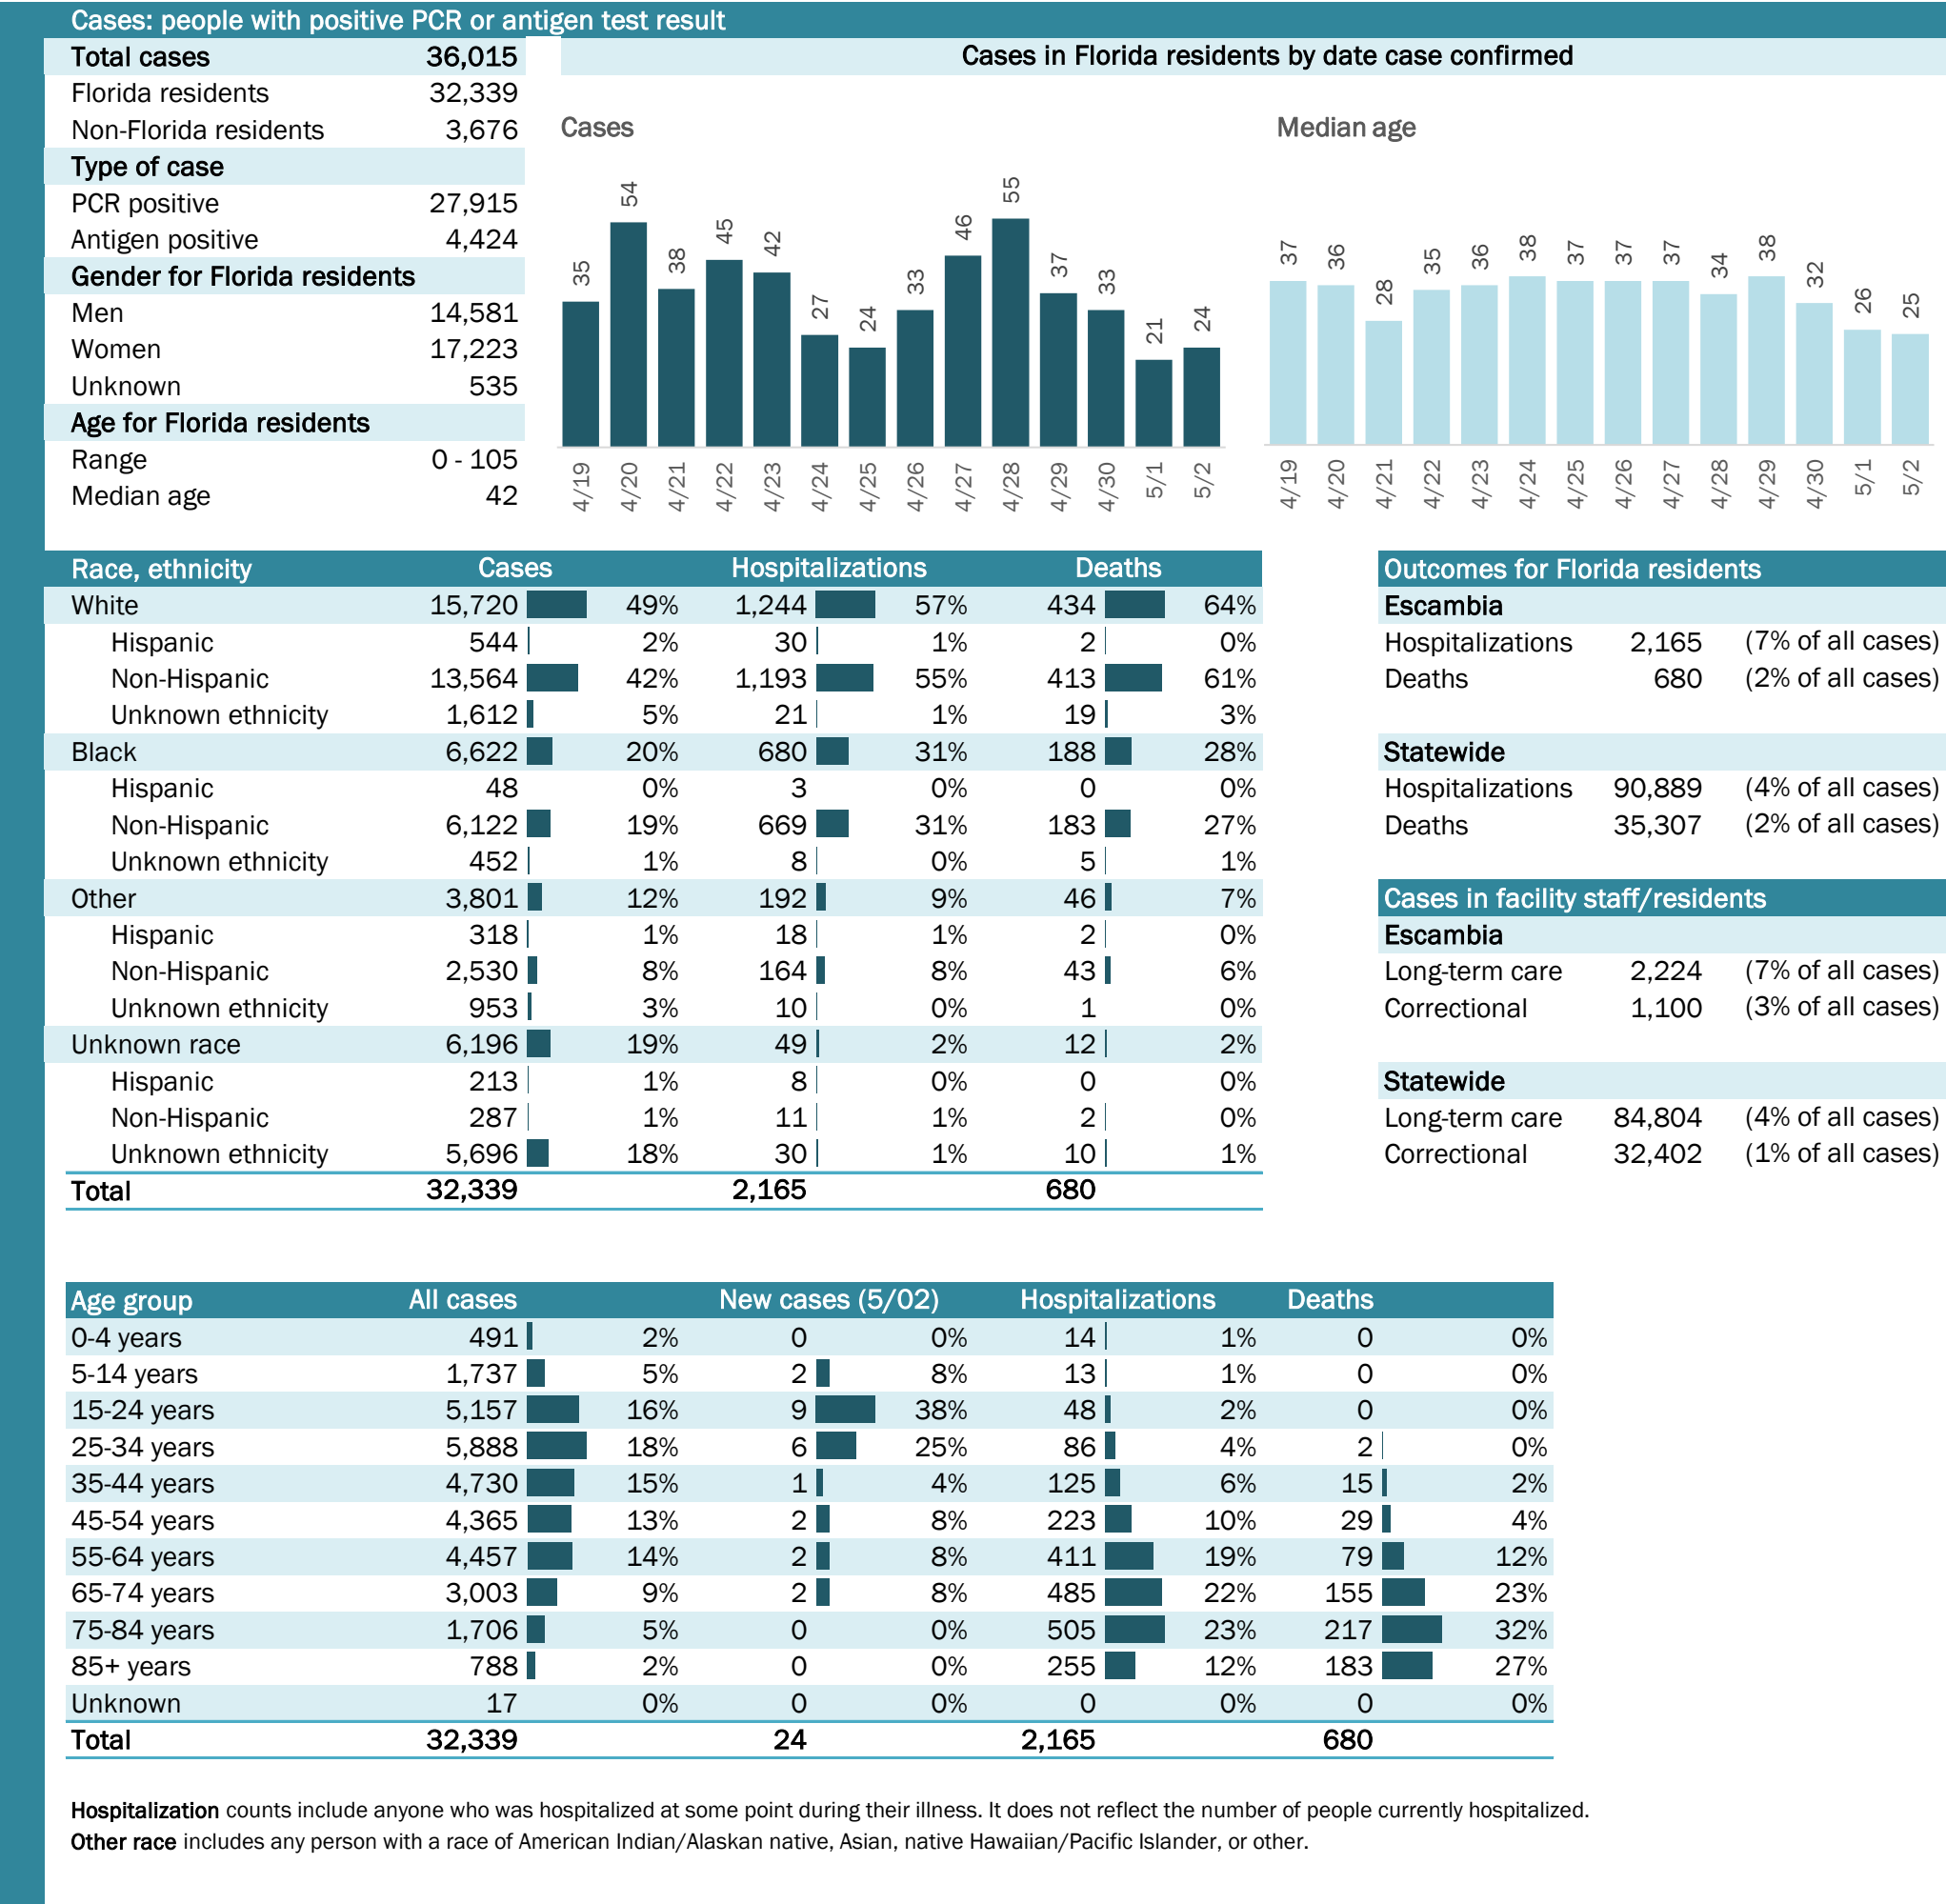 Cases: people with positive PCR or antigen test result
Total cases 36,015
Florida residents 32,339
Non-Florida residents 3,676
Type of case
PCR positive 27,915
Antigen positive 4,424
Gender for Florida residents
Men 14,581
Women 17,223
Unknown 535
Age for Florida residents
Range 0 - 105
Median age 42
Cases in Florida residents by date case confirmed
Cases
35 54 38 45 42 27 24 33 46 55 37 33 21 24
4/19 4/20 4/21 4/22 4/23 4/24 4/25 4/26 4/27 4/28 4/29 4/30 5/1 5/2
Median age
37 36 28 35 36 38 37 37 37 34 38 32 26 25
4/19 4/20 4/21 4/22 4/23 4/24 4/25 4/26 4/27 4/28 4/29 4/30 5/1 5/2
Race, ethnicity Cases Hospitalizations Deaths
White 15,720 49% 1,244 57% 434 64%
Hispanic 544 2% 30 1% 2 0%
Non-Hispanic 13,564 42% 1,193 55% 413 61%
Unknown ethnicity 1,612 5% 21 1% 19 3%
Black 6,622 20% 680 31% 188 28%
Hispanic 48 0% 3 0% 0 0%
Non-Hispanic 6,122 19% 669 31% 183 27%
Unknown ethnicity 452 1% 8 0% 5 1%
Other 3,801 12% 192 9% 46 7%
Hispanic 318 1% 18 1% 2 0%
Non-Hispanic 2,530 8% 164 8% 43 6%
Unknown ethnicity 953 3% 10 0% 1 0%
Unknown race 6,196 19% 49 2% 12 2%
Hispanic 213 1% 8 0% 0 0%
Non-Hispanic 287 1% 11 1% 2 0%
Unknown ethnicity 5,696 18% 30 1% 10 1%
Total 32,339 2,165 680
Outcomes for Florida residents
Escambia
Hospitalizations 2,165 (7% of all cases)
Deaths 680 (2% of all cases)
Statewide
Hospitalizations 90,889 (4% of all cases)
Deaths 35,307 (2% of all cases)
Cases in facility staff/residents
Escambia
Long-term care 2,224 (7% of all cases)
Correctional 1,100 (3% of all cases)
Statewide
Long-term care 84,804 (4% of all cases)
Correctional 32,402 (1% of all cases)
Age group All cases New cases (5/02) Hospitalizations Deaths
0-4 years 491 2% 0 0% 14 1% 0 0%
5-14 years 1,737 5% 2 8% 13 1% 0 0%
15-24 years 5,157 16% 9 38% 48 2% 0 0%
25-34 years 5,888 18% 6 25% 86 4% 2 0%
35-44 years 4,730 15% 1 4% 125 6% 15 2%
45-54 years 4,365 13% 2 8% 223 10% 29 4%
55-64 years 4,457 14% 2 8% 411 19% 79 12%
65-74 years 3,003 9% 2 8% 485 22% 155 23%
75-84 years 1,706 5% 0 0% 505 23% 217 32%
85+ years 788 2% 0 0% 255 12% 183 27%
Unknown 17 0% 0 0% 0 0% 0 0%
Total 32,339 24 2,165 680
Hospitalization counts include anyone who was hospitalized at some point during their illness. It does not reflect the number of people currently hospitalized.
Other race includes any person with a race of American Indian/Alaskan native, Asian, native Hawaiian/Pacific Islander, or other.